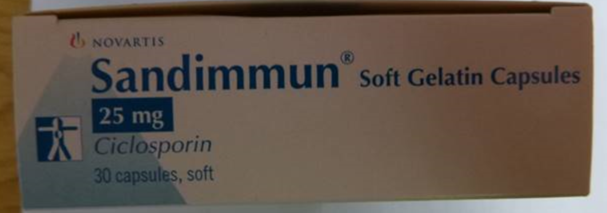 NOVARTIS
Sandimmun® Soft Gelatin Capsules
25 mg
Ciclosporin
30 capsules, soft